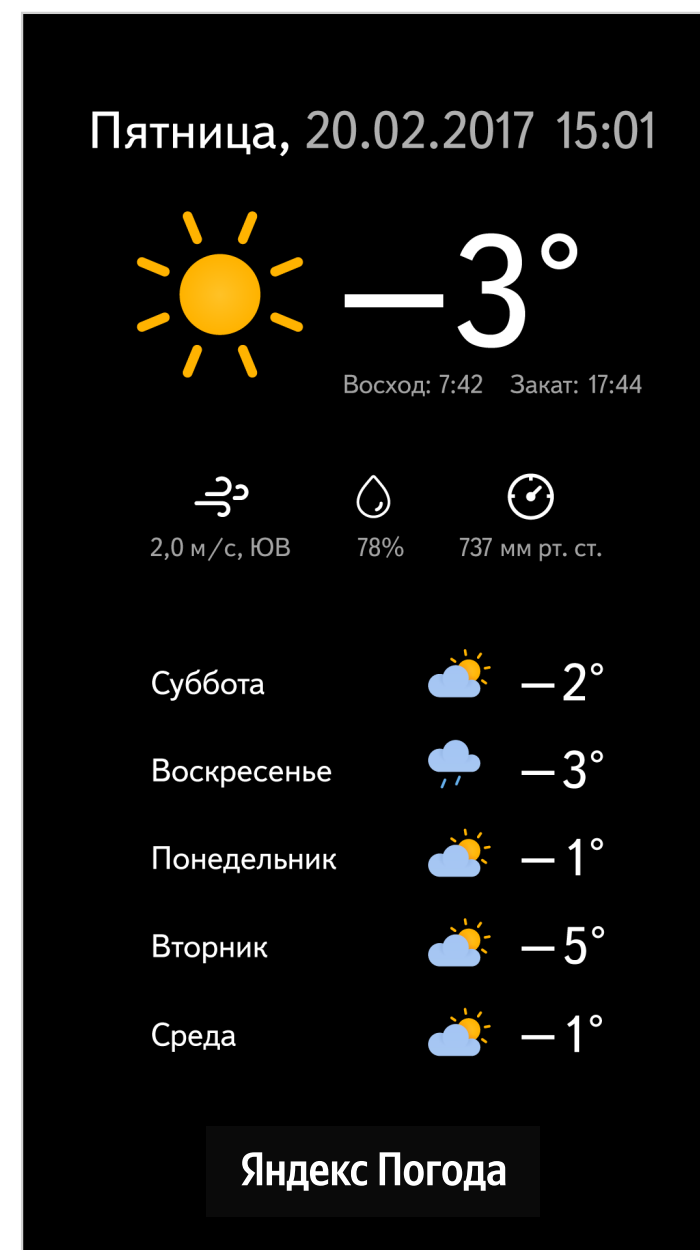 Пятница, 20.02.2017 15:01
—3°
Восход: 7:42 Закат: 17:44
2,0 м/с, ЮВ 78% 737 мм рт. ст.
Суббота —2°
Воскресенье —3°
Понедельник —1°
Вторник —5°
Среда —1°
Яндекс Погода